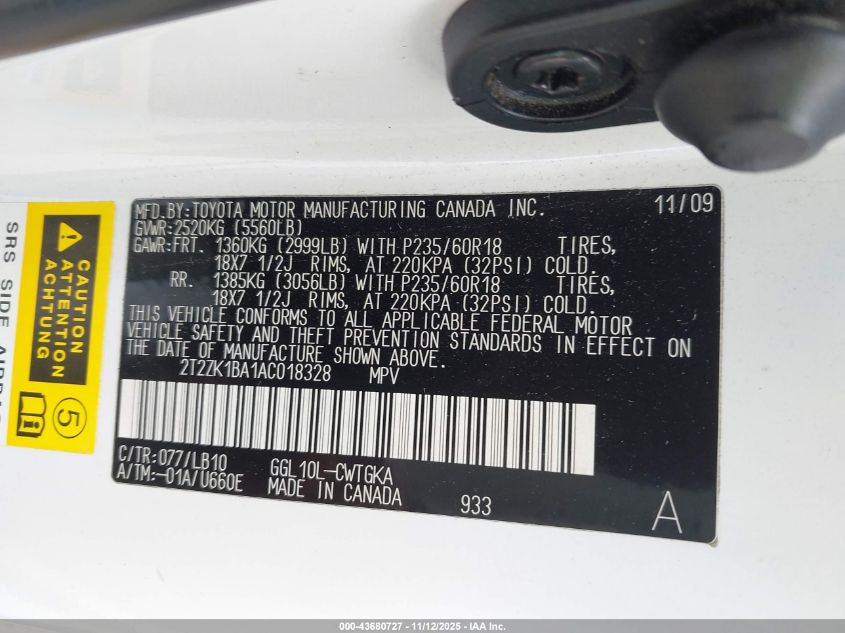 MFD.BY:TOYOTA MOTOR MANUFACTURING CANADA INC. 11/09
GVWR:2520KG (5560LB)
GAWR:FRT. 1360KG (2999LB) WITH P235/60R18 TIRES,
18X7 1/2J RIMS, AT 220KPA (32PSI) COLD.
RR. 1385KG (3056LB) WITH P235/60R18 TIRES,
18X7 1/2J RIMS, AT 220KPA (32PSI) COLD.
THIS VEHICLE CONFORMS TO ALL APPLICABLE FEDERAL MOTOR
VEHICLE SAFETY AND THEFT PREVENTION STANDARDS IN EFFECT ON
THE DATE OF MANUFACTURE SHOWN ABOVE.
2T2ZK1BA1AC018328 MPV
C/TR:077/LB10 GGL10L-CWTGKA
A/TM:-01A/U660E MADE IN CANADA 933 A
CAUTION
ATTENTION
ACHTUNG
5
SRS SIDE
000-43680727 - 11/12/2025 - IAA Inc.